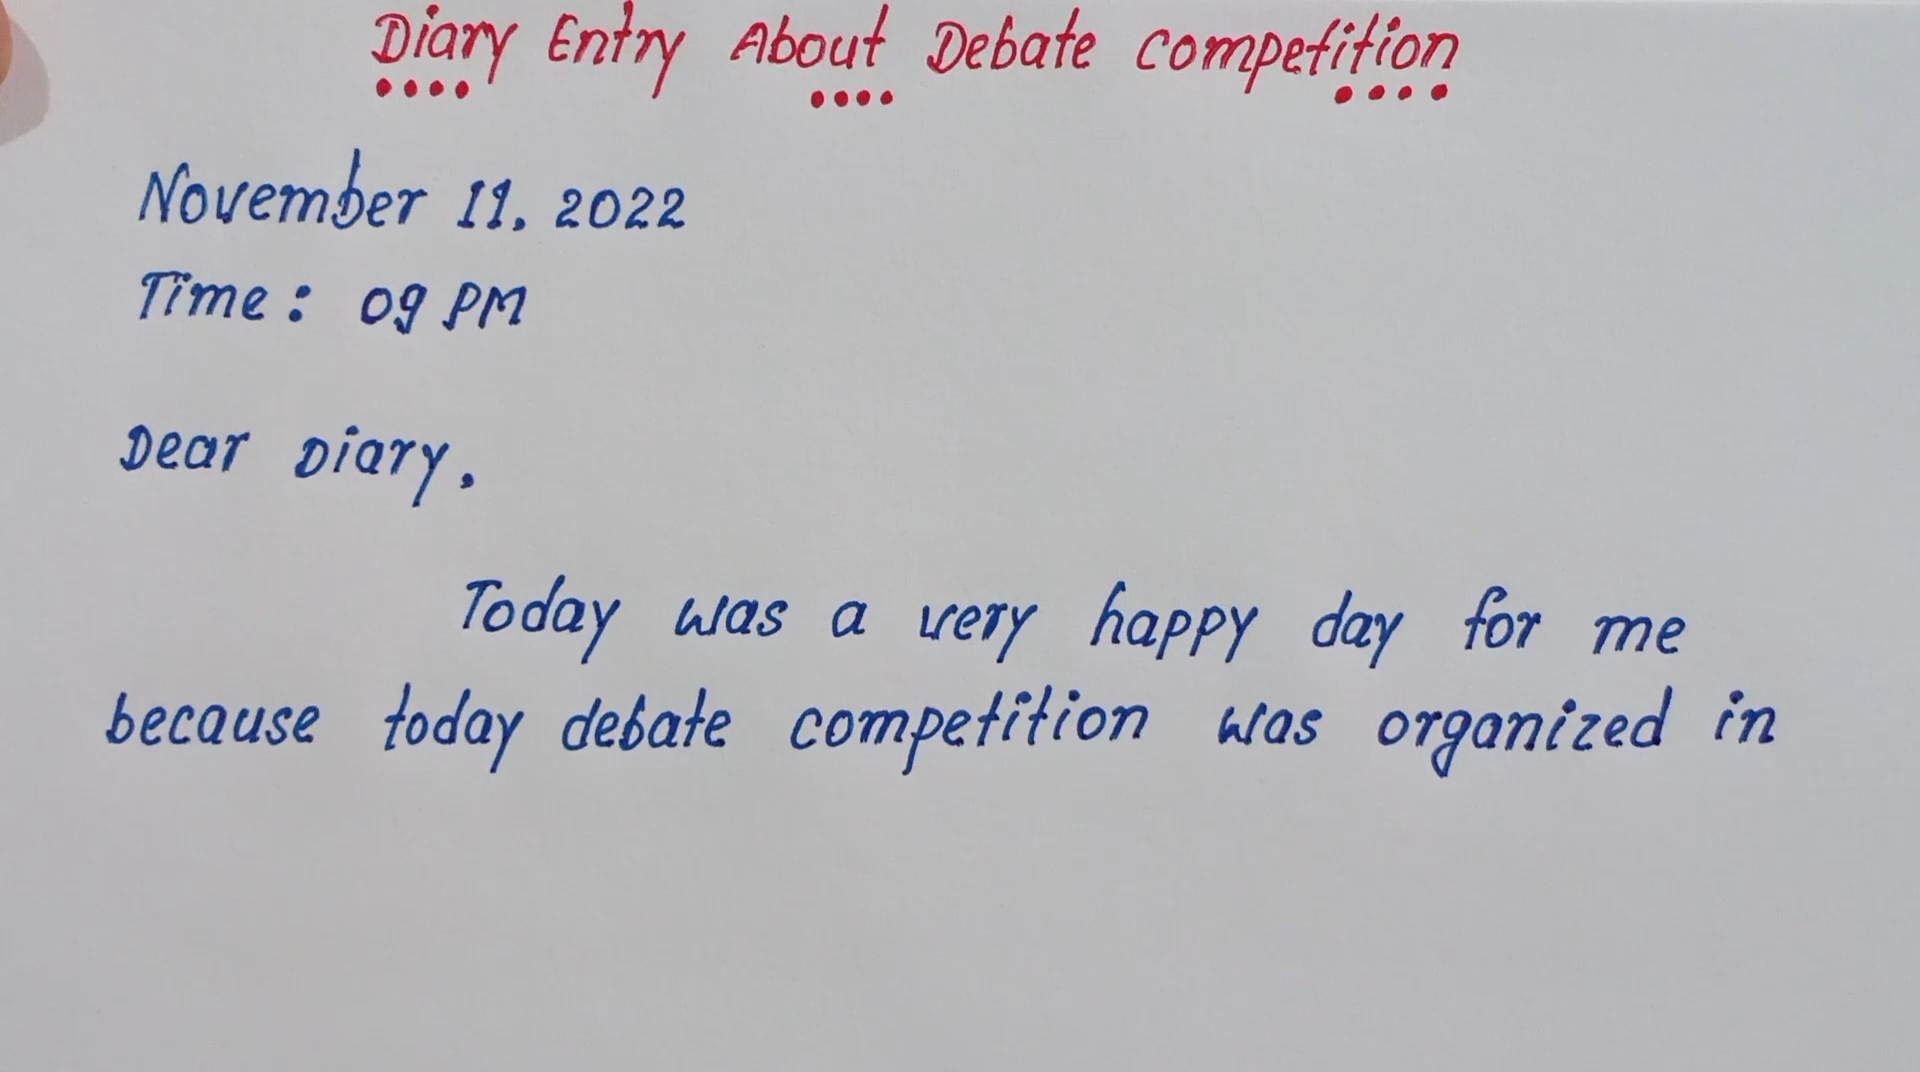 Diary Entry About Debate competition
November 11, 2022
Time: 09 PM
Dear Diary,
Today was a very happy day for me
because today debate competition was organized in